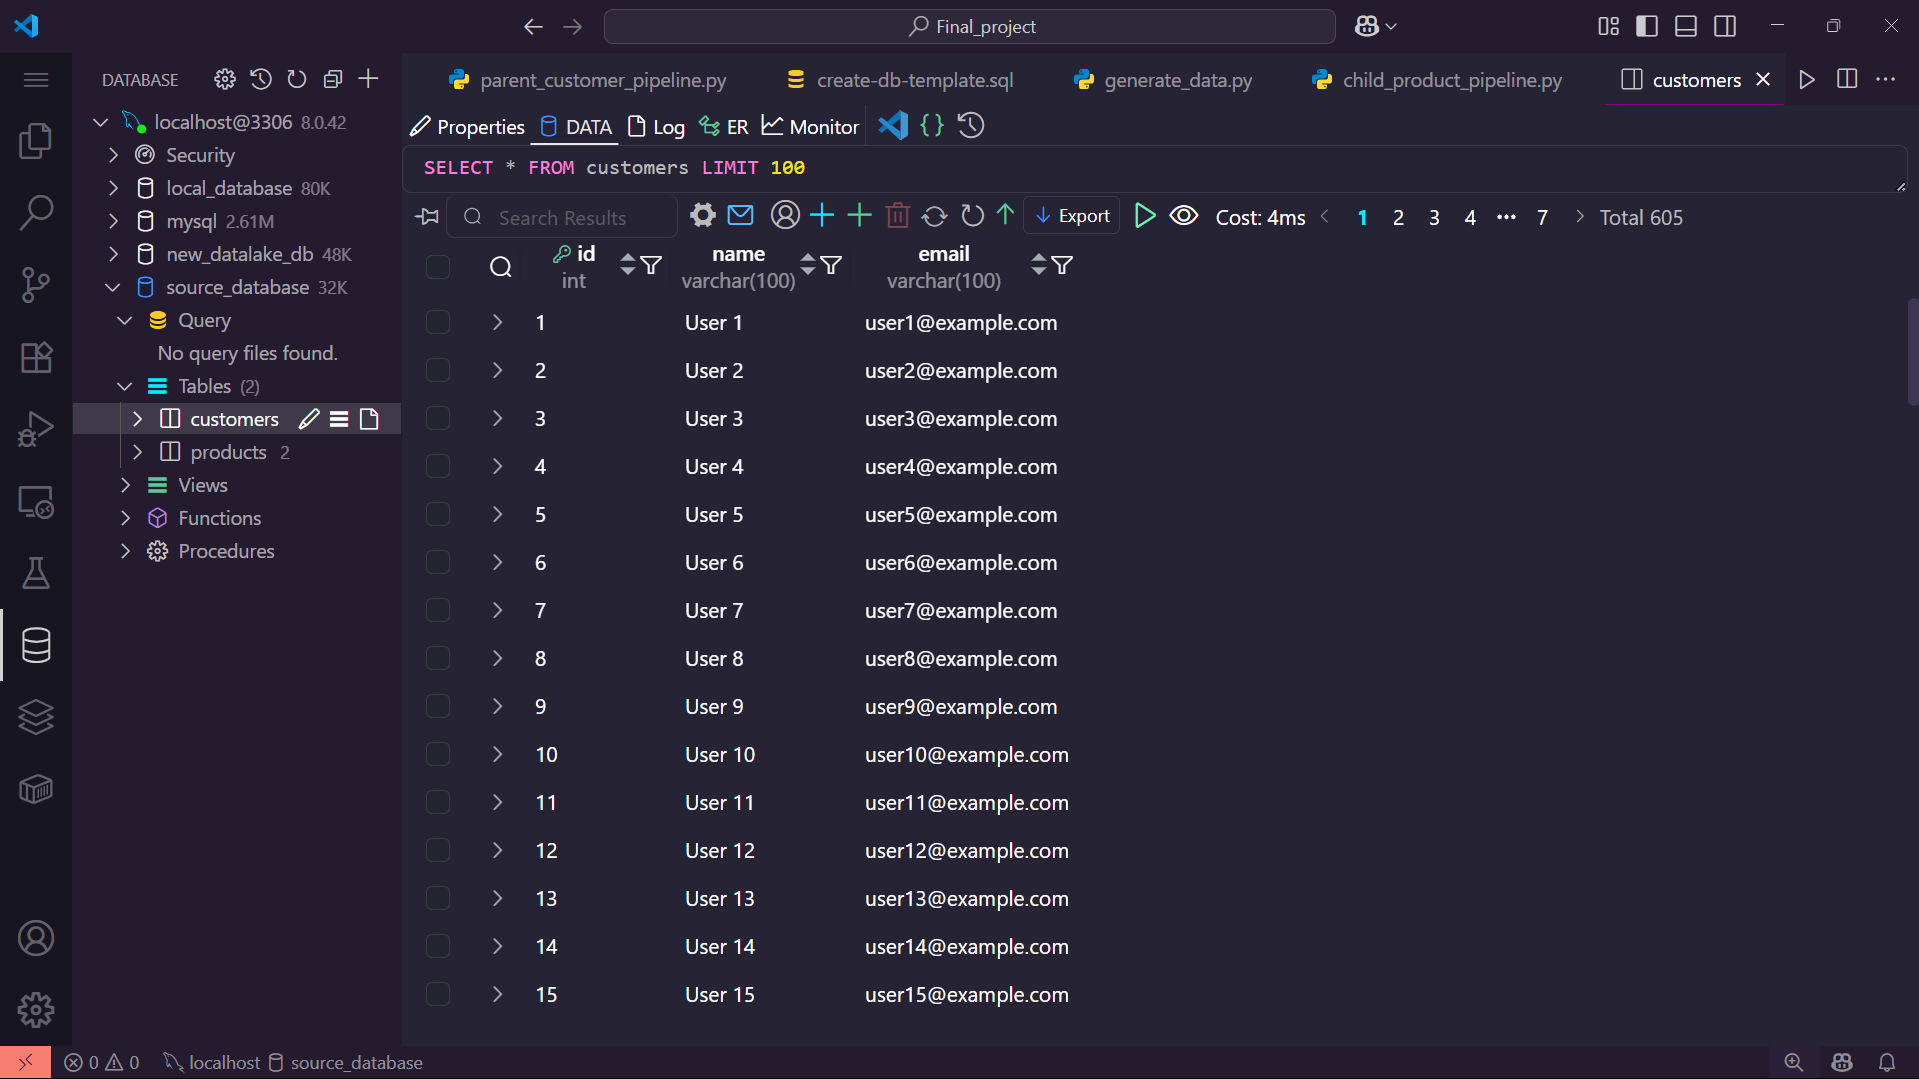 Final_project
DATABASE
localhost@3306 8.0.42
Security
local_database 80K
mysql 2.61M
new_datalake_db 48K
source_database 32K
Query
No query files found.
Tables (2)
customers
products 2
Views
Functions
Procedures
parent_customer_pipeline.py create-db-template.sql generate_data.py child_product_pipeline.py customers
Properties DATA Log ER Monitor
SELECT * FROM customers LIMIT 100
Search Results Export Cost: 4ms 1 2 3 4 ··· 7 Total 605
id name email
int varchar(100) varchar(100)
1 User 1 user1@example.com
2 User 2 user2@example.com
3 User 3 user3@example.com
4 User 4 user4@example.com
5 User 5 user5@example.com
6 User 6 user6@example.com
7 User 7 user7@example.com
8 User 8 user8@example.com
9 User 9 user9@example.com
10 User 10 user10@example.com
11 User 11 user11@example.com
12 User 12 user12@example.com
13 User 13 user13@example.com
14 User 14 user14@example.com
15 User 15 user15@example.com
0 0 localhost source_database